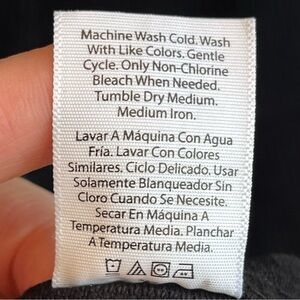 Machine Wash Cold. Wash
With Like Colors. Gentle
Cycle. Only Non-Chlorine
Bleach When Needed.
Tumble Dry Medium.
Medium Iron.
Lavar A Máquina Con Agua
Fría. Lavar Con Colores
Similares. Ciclo Delicado. Usar
Solamente Blanqueador Sin
Cloro Cuando Se Necesite.
Secar En Máquina A
Temperatura Media. Planchar
A Temperatura Media.